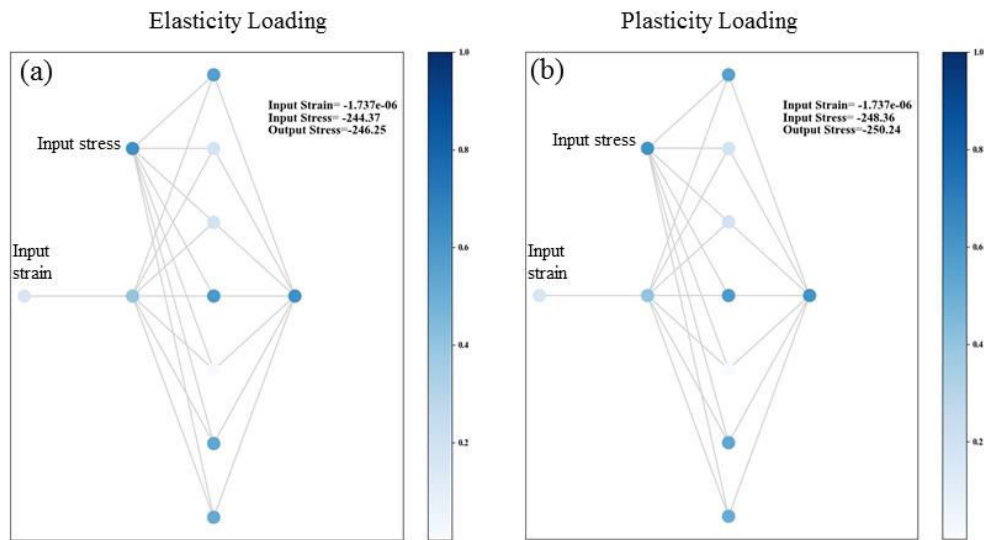 Elasticity Loading
(a)
Input Strain= -1.737e-06
Input Stress= -244.37
Output Stress=-246.25
Input stress
Input
strain
1.0
0.8
0.6
0.4
0.2
Plasticity Loading
(b)
Input Strain= -1.737e-06
Input Stress= -248.36
Output Stress= -250.24
Input stress
Input
strain
1.0
0.8
0.6
0.4
0.2